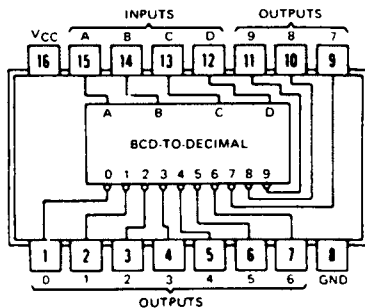 INPUTS OUTPUTS
VCC A B C D 9 8 7
16 15 14 13 12 11 10 9
A B C D
BCD-TO-DECIMAL
0 1 2 3 4 5 6 7 8 9
1 2 3 4 5 6 7 8
0 1 2 3 4 5 6 GND
OUTPUTS